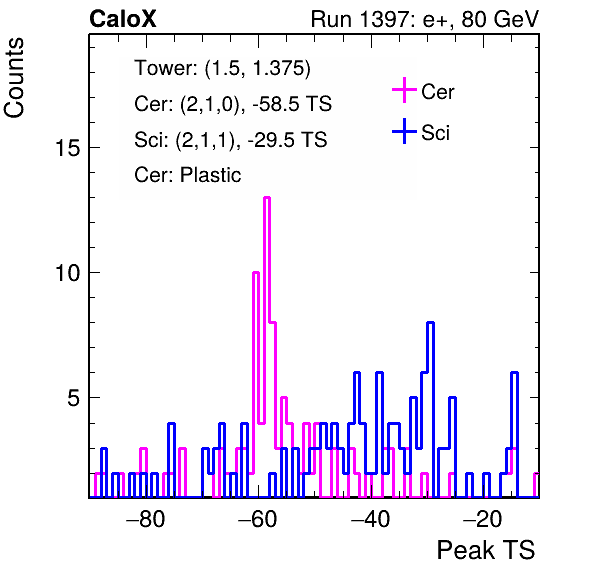 CaloX Run 1397: e+, 80 GeV
Counts
Tower: (1.5, 1.375)
Cer: (2,1,0), -58.5 TS
Sci: (2,1,1), -29.5 TS
Cer: Plastic
Cer
Sci
15
10
5
−80 −60 −40 −20
Peak TS